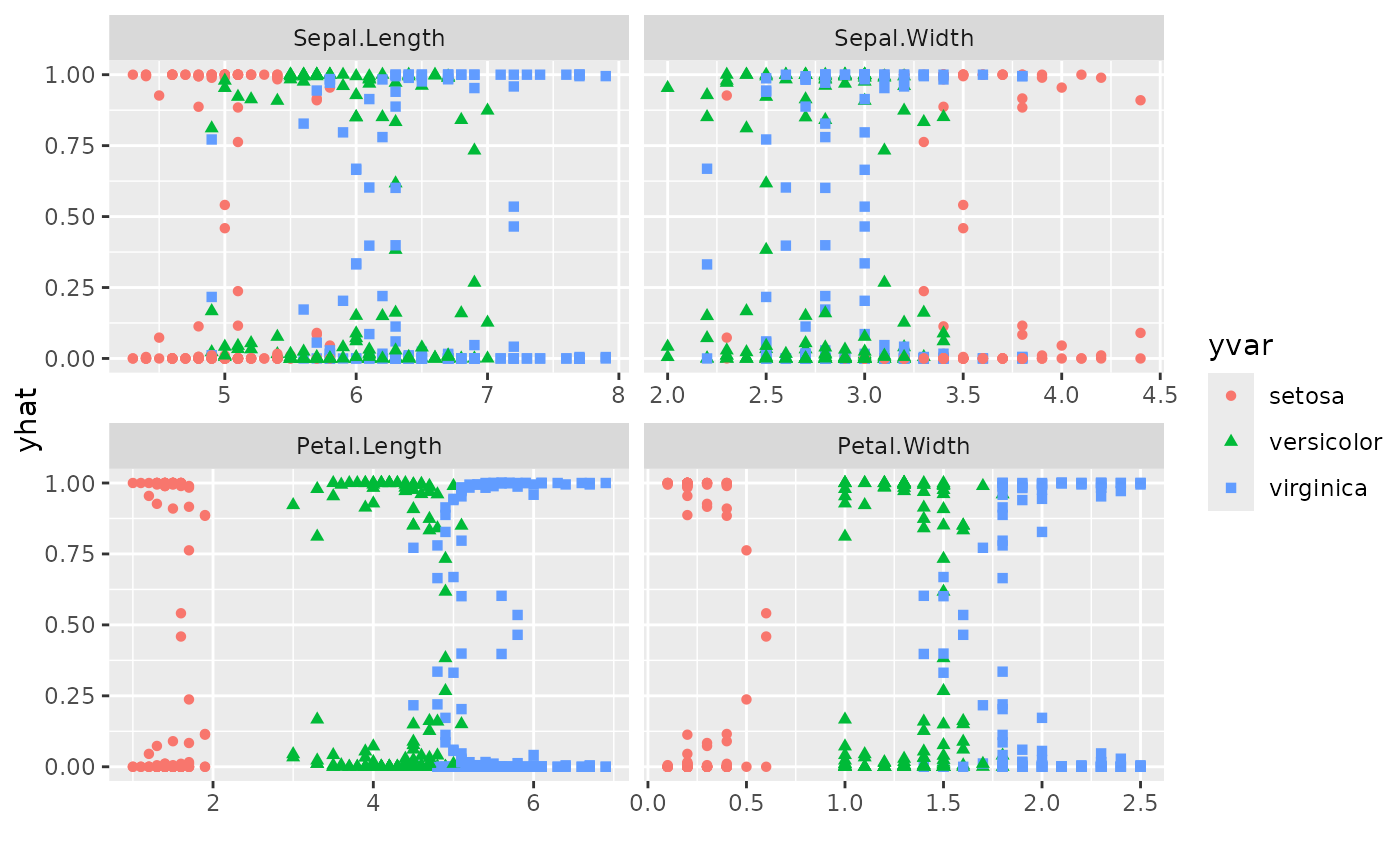 Sepal.Length
Sepal.Width
1.00
0.75
0.50
0.25
0.00
5 6 7 8
2.0 2.5 3.0 3.5 4.0 4.5
yhat
Petal.Length
Petal.Width
1.00
0.75
0.50
0.25
0.00
2 4 6
0.0 0.5 1.0 1.5 2.0 2.5
yvar
setosa
versicolor
virginica